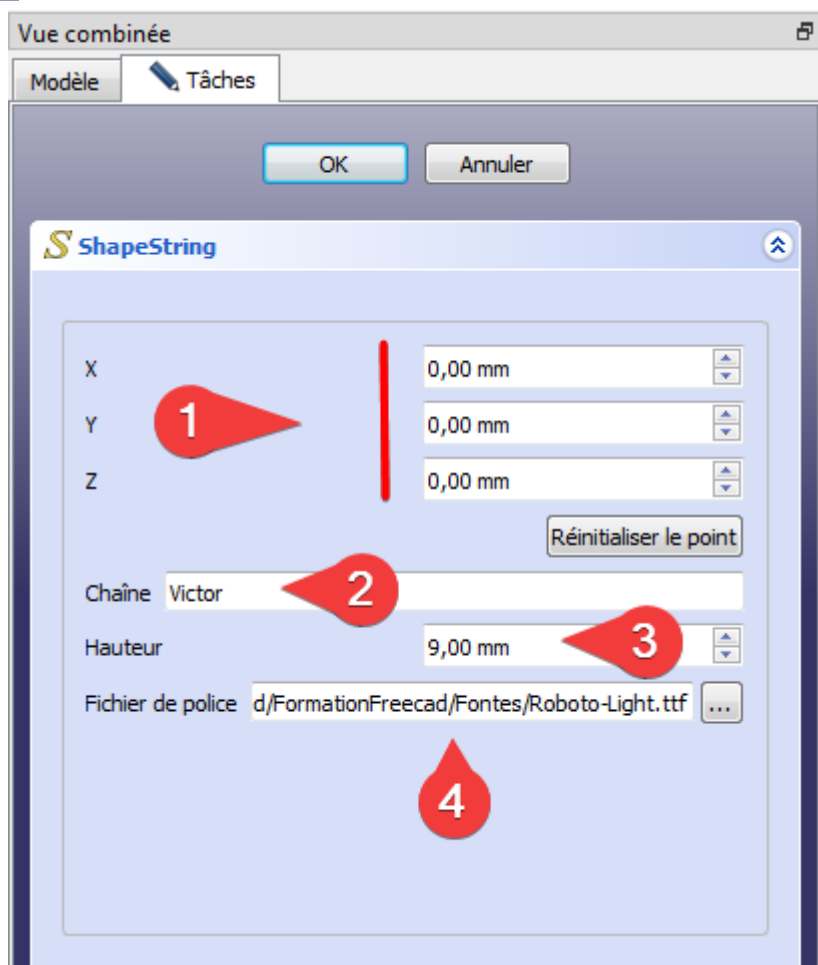 Vue combinée
Modèle Tâches
OK Annuler
S ShapeString
X 0,00 mm
1
Y 0,00 mm
Z 0,00 mm
Réinitialiser le point
Chaîne Victor 2
Hauteur 9,00 mm 3
Fichier de police d/FormationFreecad/Fontes/Roboto-Light.ttf ...
4